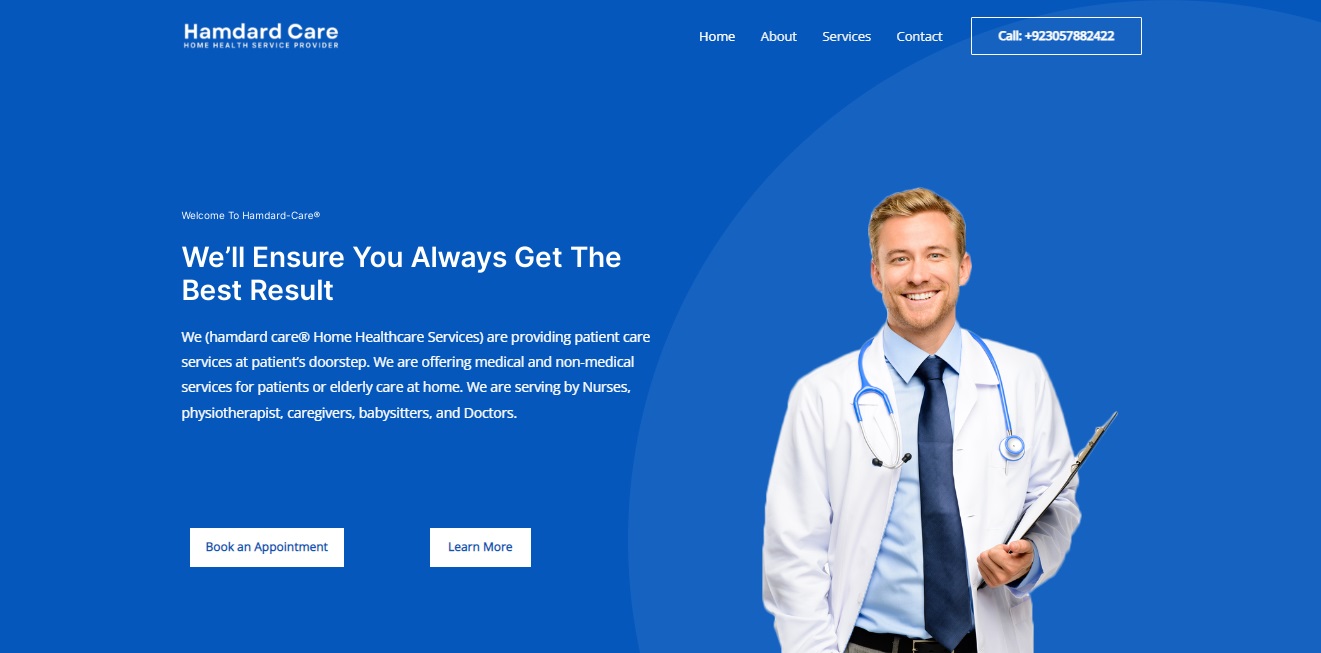 Hamdard Care
HOME HEALTH SERVICE PROVIDER
Home About Services Contact Call: +923057882422
Welcome To Hamdard-Care®
We’ll Ensure You Always Get The
Best Result
We (hamdard care® Home Healthcare Services) are providing patient care
services at patient’s doorstep. We are offering medical and non-medical
services for patients or elderly care at home. We are serving by Nurses,
physiotherapist, caregivers, babysitters, and Doctors.
Book an Appointment Learn More